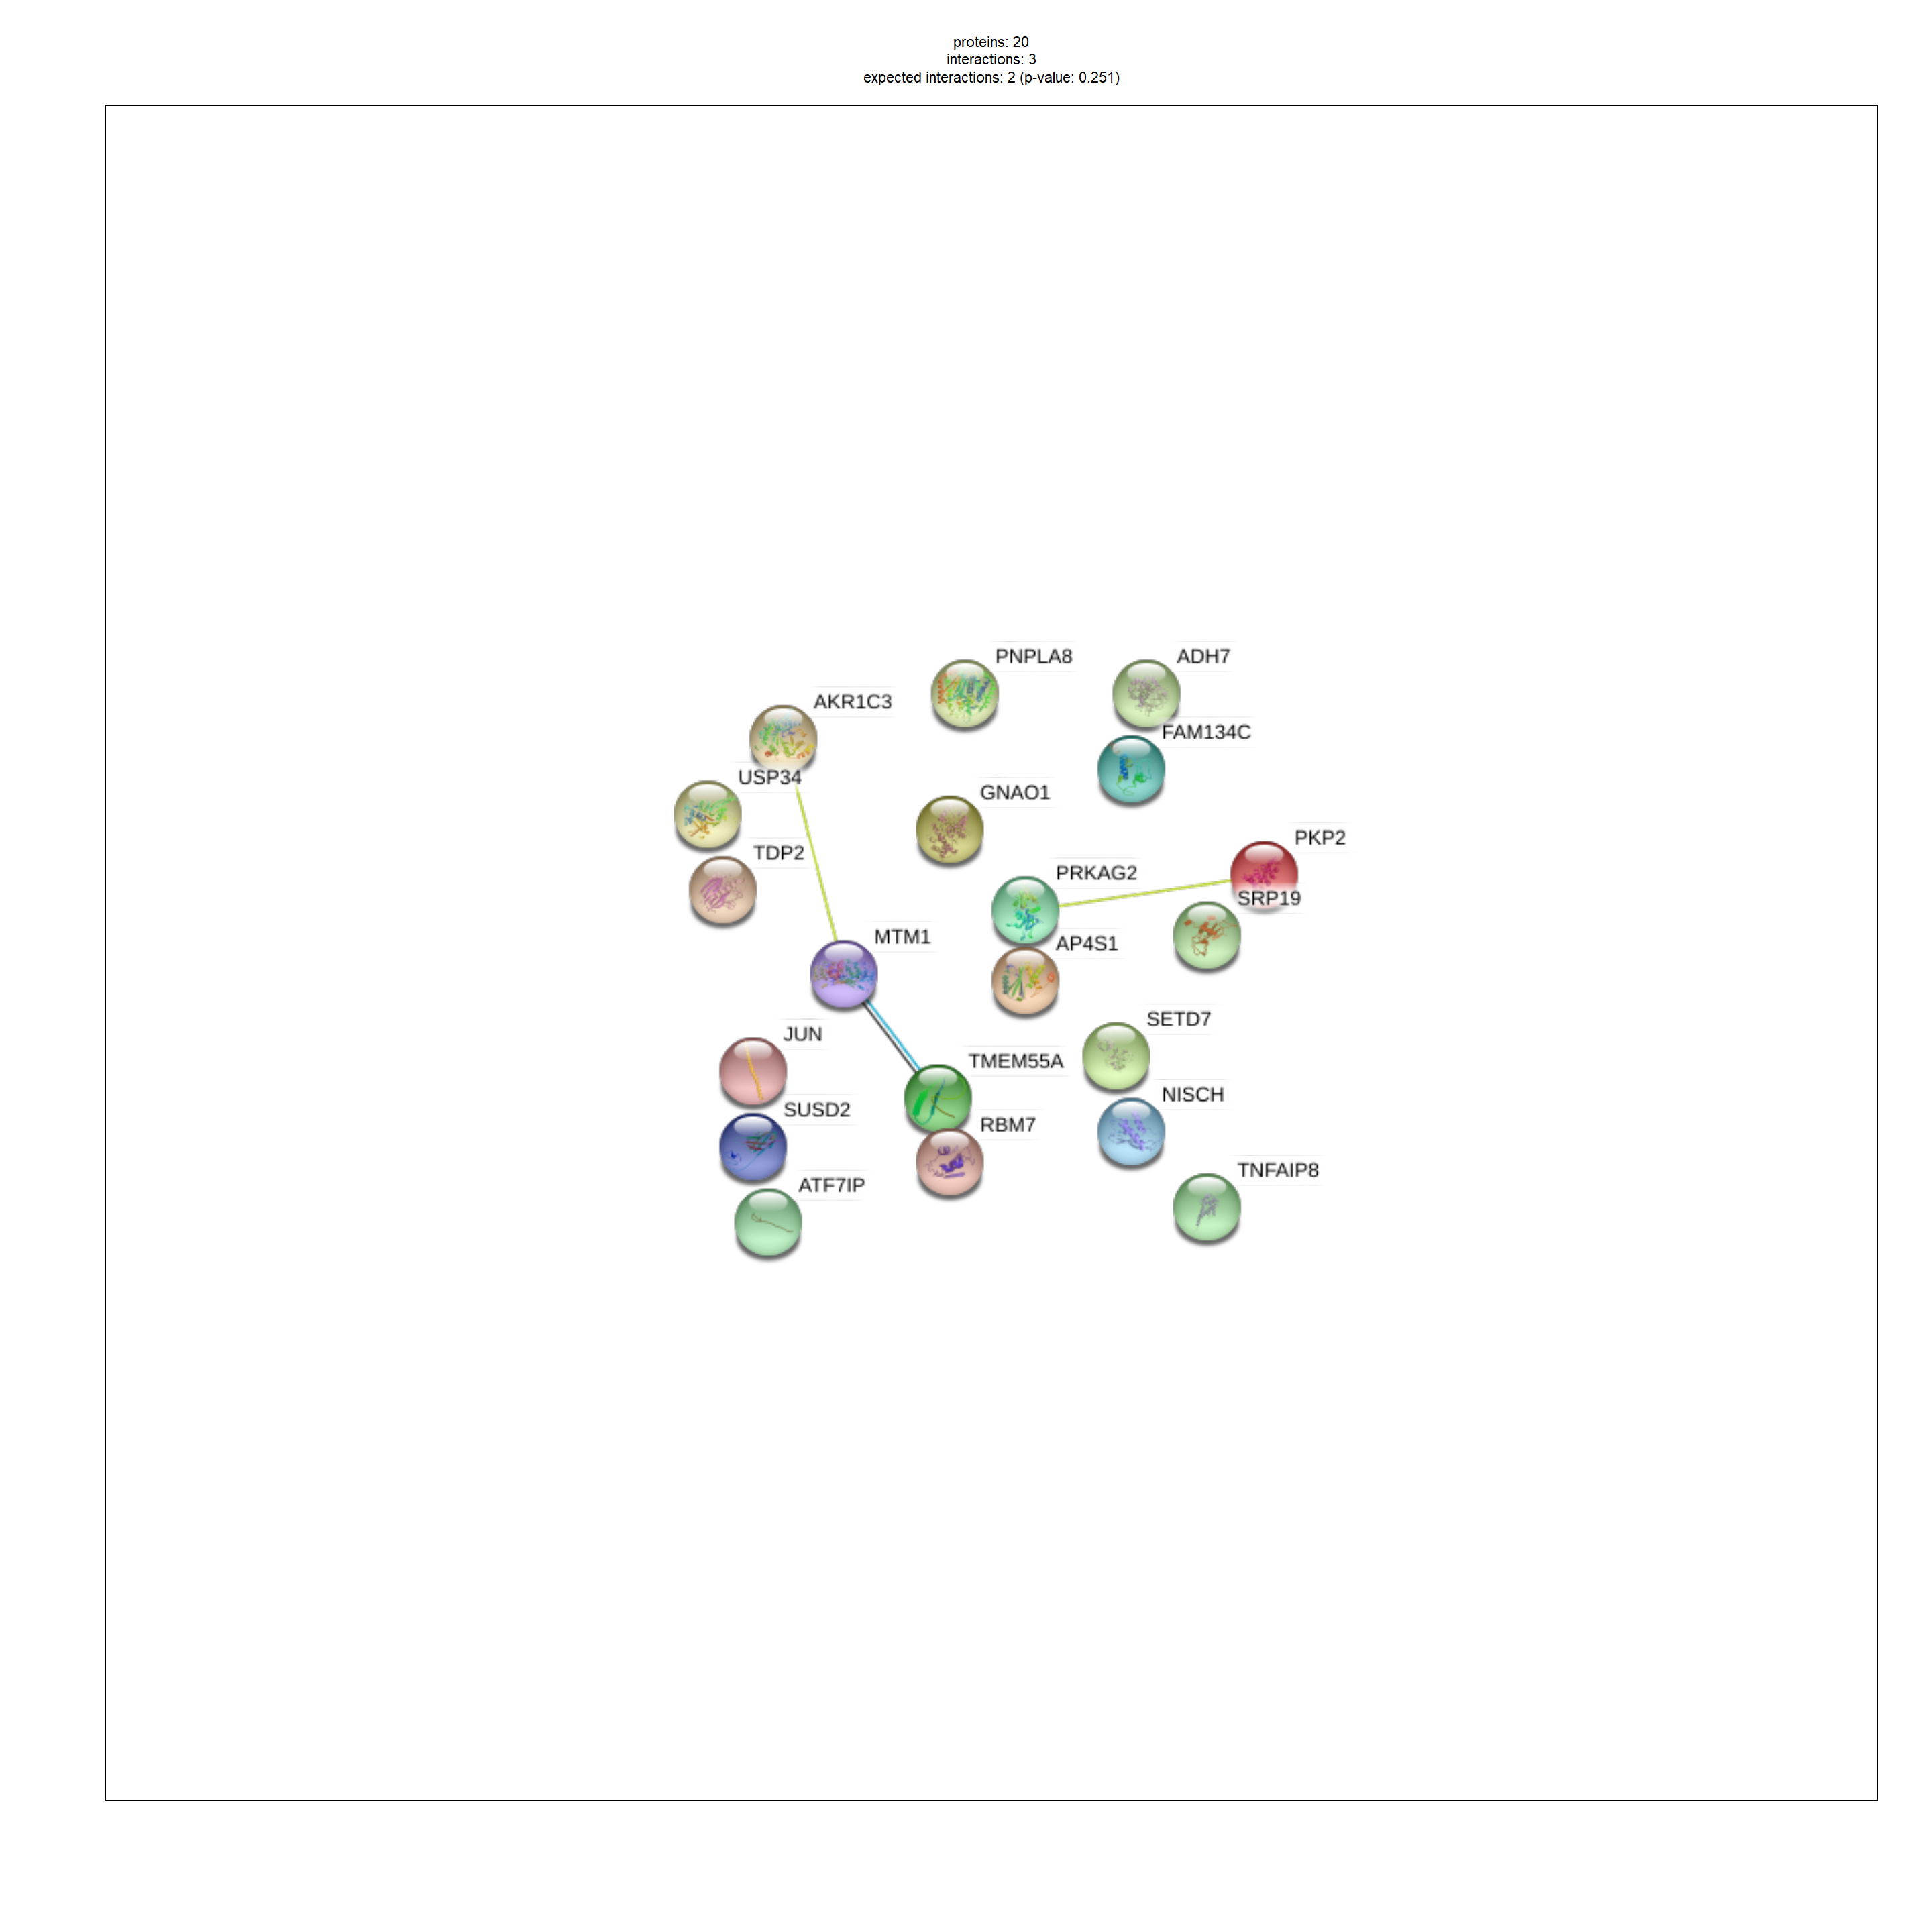 proteins: 20
interactions: 3
expected interactions: 2 (p-value: 0.251)
PNPLA8
ADH7
AKR1C3
FAM134C
USP34
GNAO1
PKP2
TDP2
PRKAG2
SRP19
MTM1
AP4S1
SETD7
JUN
TMEM55A
NISCH
SUSD2
RBM7
TNFAIP8
ATF7IP